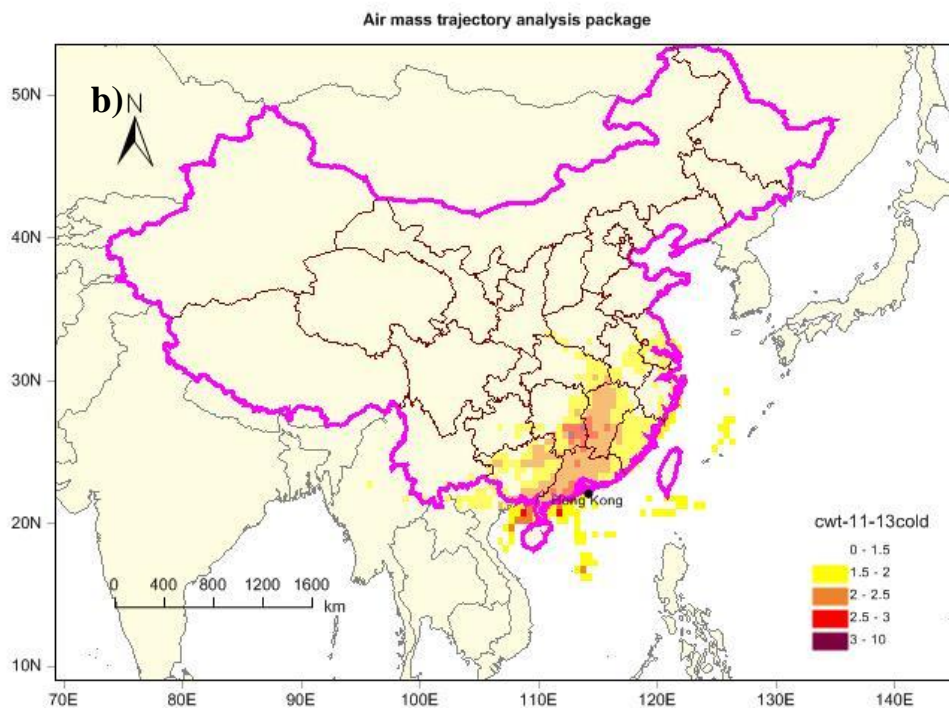 Air mass trajectory analysis package
b)
N
50N
40N
30N
20N
10N
Hong Kong
0 400 800 1200 1600
km
cwt-11-13cold
0 - 1.5
1.5 - 2
2 - 2.5
2.5 - 3
3 - 10
70E 80E 90E 100E 110E 120E 130E 140E